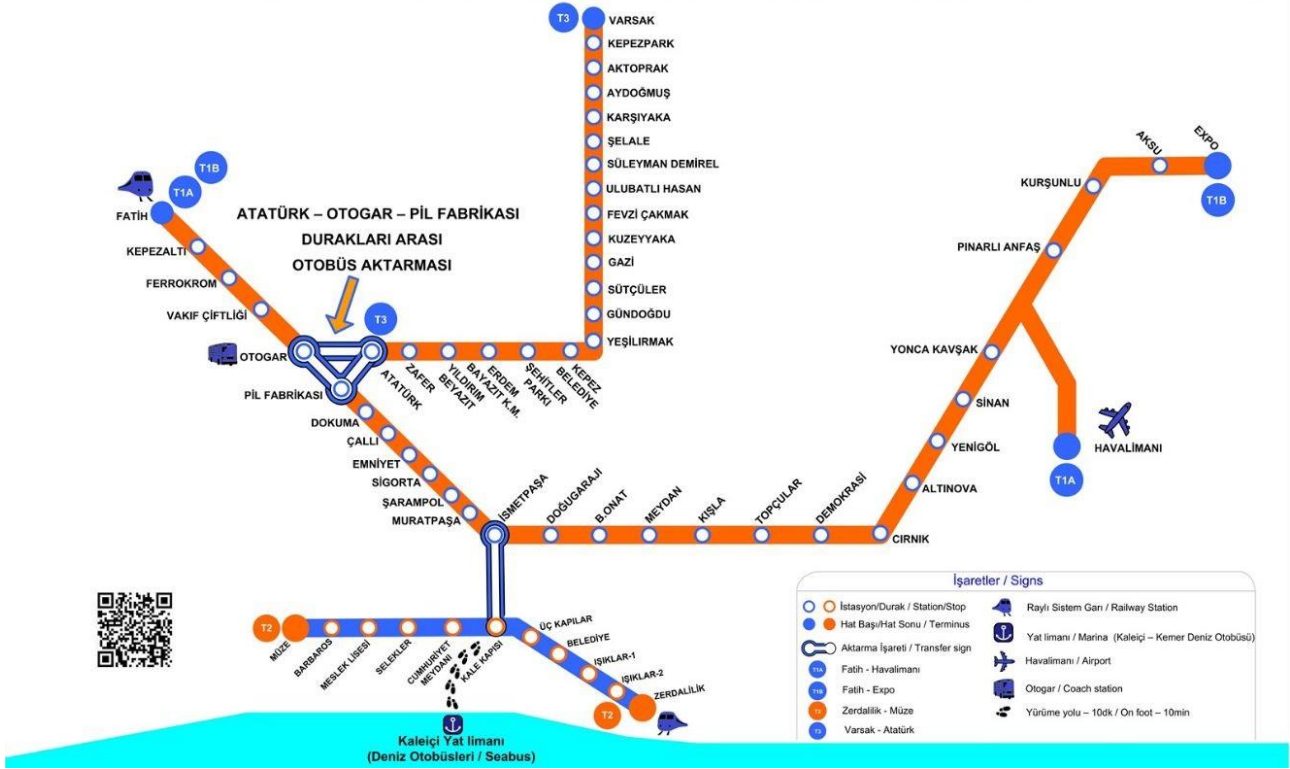 T3
VARSAK
KEPEZPARK
AKTOPRAK
AYDOĞMUŞ
KARŞIYAKA
ŞELALE
SÜLEYMAN DEMİREL
ULUBATLI HASAN
FEVZİ ÇAKMAK
KUZEYYAKA
GAZİ
SÜTÇÜLER
GÜNDOĞDU
YEŞİLIRMAK
T1B
T1A
FATİH
KEPEZALTI
FERROKROM
VAKIF ÇİFTLİĞİ
OTOGAR
PİL FABRİKASI
ATATÜRK – OTOGAR – PİL FABRİKASI
DURAKLARI ARASI
OTOBÜS AKTARMASI
T3
ATATÜRK
ZAFER
YILDIRIM
BEYAZIT
ERDEM
BAYAZIT K.M.
ŞEHİTLER
PARKI
KEPEZ
BELEDİYE
DOKUMA
ÇALLI
EMNİYET
SİGORTA
ŞARAMPOL
MURATPAŞA
İSMETPAŞA
DOĞUGARAJI
B.ONAT
MEYDAN
KIŞLA
TOPÇULAR
DEMOKRASİ
CIRNIK
ALTINOVA
YENİGÖL
SİNAN
YONCA KAVŞAK
PINARLI ANFAŞ
KURŞUNLU
AKSU
EXPO
T1B
HAVALİMANI
T1A
T2
MÜZE
BARBAROS
MESLEK LİSESİ
SELEKLER
CUMHURİYET
MEYDANI
KALE KAPISI
ÜÇ KAPILAR
BELEDİYE
IŞIKLAR-1
IŞIKLAR-2
ZERDALİLİK
T2
Kaleiçi Yat limanı
(Deniz Otobüsleri / Seabus)
İşaretler / Signs
İstasyon/Durak / Station/Stop
Hat Başı/Hat Sonu / Terminus
Aktarma İşareti / Transfer sign
T1A Fatih - Havalimanı
T1B Fatih - Expo
T2 Zerdalilik - Müze
T3 Varsak - Atatürk
Raylı Sistem Garı / Railway Station
Yat limanı / Marina (Kaleiçi – Kemer Deniz Otobüsü)
Havalimanı / Airport
Otogar / Coach station
Yürüme yolu – 10dk / On foot – 10min